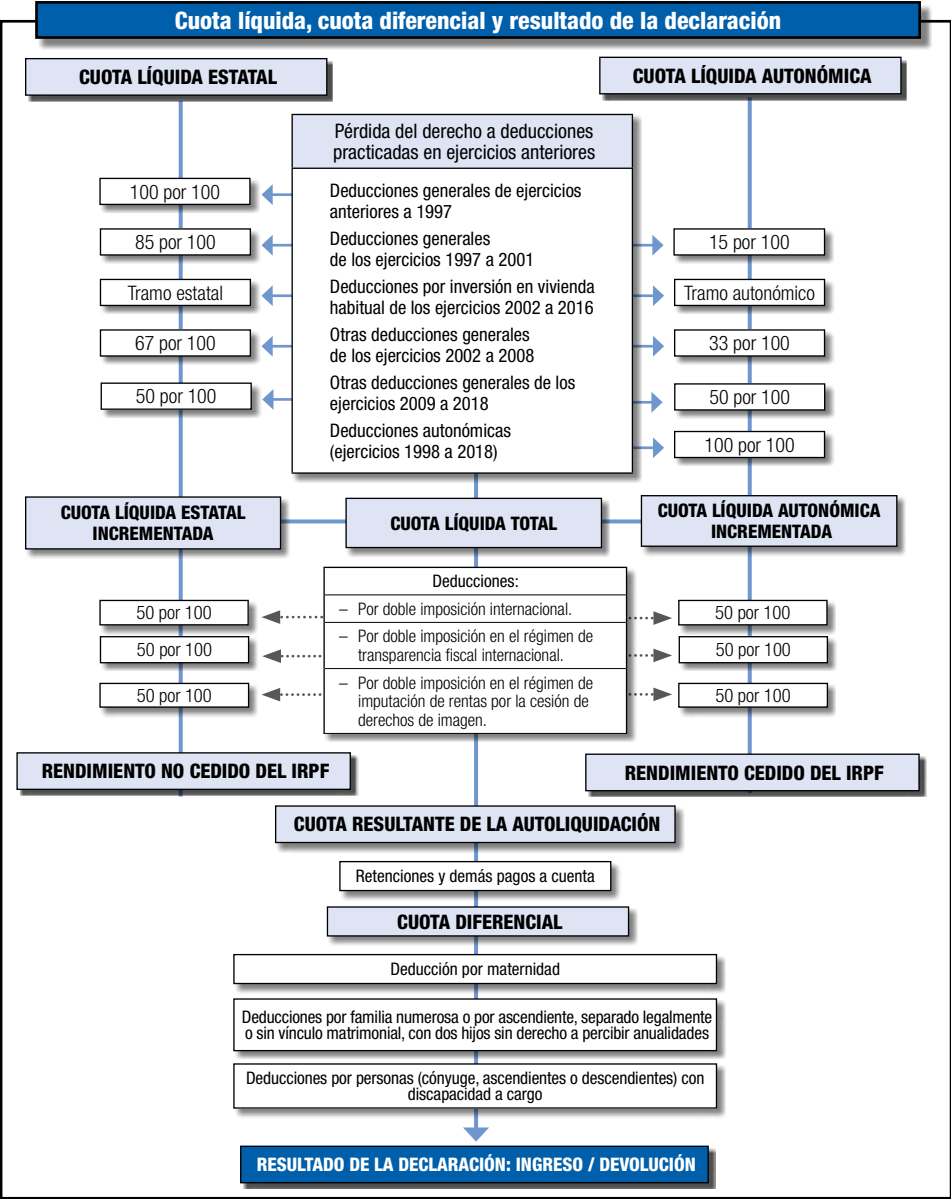 Cuota líquida, cuota diferencial y resultado de la declaración
CUOTA LÍQUIDA ESTATAL
CUOTA LÍQUIDA AUTONÓMICA
Pérdida del derecho a deducciones
practicadas en ejercicios anteriores
100 por 100
Deducciones generales de ejercicios
anteriores a 1997
85 por 100
Deducciones generales
de los ejercicios 1997 a 2001
15 por 100
Tramo estatal
Deducciones por inversión en vivienda
habitual de los ejercicios 2002 a 2016
Tramo autonómico
67 por 100
Otras deducciones generales
de los ejercicios 2002 a 2008
33 por 100
50 por 100
Otras deducciones generales de los
ejercicios 2009 a 2018
50 por 100
Deducciones autonómicas
(ejercicios 1998 a 2018)
100 por 100
CUOTA LÍQUIDA ESTATAL
INCREMENTADA
CUOTA LÍQUIDA TOTAL
CUOTA LÍQUIDA AUTONÓMICA
INCREMENTADA
Deducciones:
50 por 100
– Por doble imposición internacional.
50 por 100
50 por 100
– Por doble imposición en el régimen de
transparencia fiscal internacional.
50 por 100
50 por 100
– Por doble imposición en el régimen de
imputación de rentas por la cesión de
derechos de imagen.
50 por 100
RENDIMIENTO NO CEDIDO DEL IRPF
RENDIMIENTO CEDIDO DEL IRPF
CUOTA RESULTANTE DE LA AUTOLIQUIDACIÓN
Retenciones y demás pagos a cuenta
CUOTA DIFERENCIAL
Deducción por maternidad
Deducciones por familia numerosa o por ascendiente, separado legalmente
o sin vínculo matrimonial, con dos hijos sin derecho a percibir anualidades
Deducciones por personas (cónyuge, ascendientes o descendientes) con
discapacidad a cargo
RESULTADO DE LA DECLARACIÓN: INGRESO / DEVOLUCIÓN